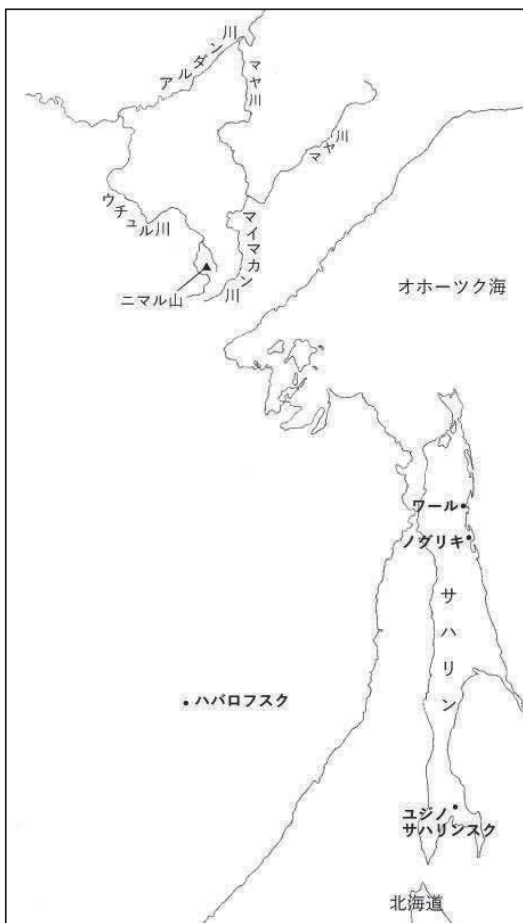 アルダン川
マヤ川
マヤ川
ウチュル川
マイマカン川
ニマル山
オホーツク海
ワール
ノグリキ
サハリン
ハバロフスク
ユジノ
サハリンスク
北海道